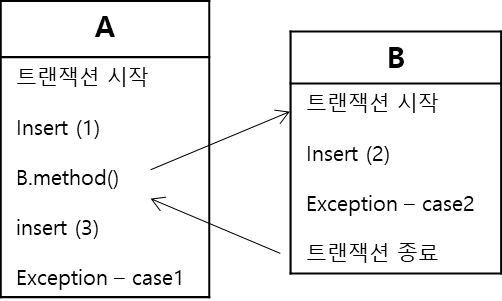 A
트랜잭션 시작
Insert (1)
B.method()
insert (3)
Exception – case1
B
트랜잭션 시작
Insert (2)
Exception – case2
트랜잭션 종료